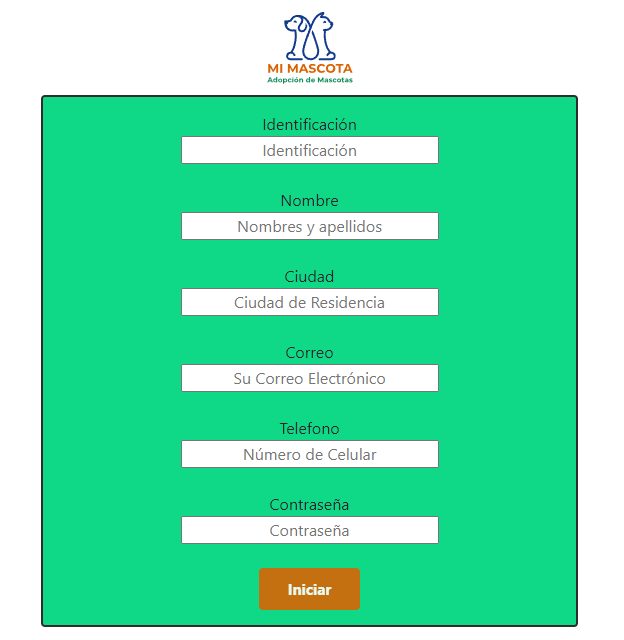 MI MASCOTA
Adopción de Mascotas
Identificación
Identificación
Nombre
Nombres y apellidos
Ciudad
Ciudad de Residencia
Correo
Su Correo Electrónico
Telefono
Número de Celular
Contraseña
Contraseña
Iniciar